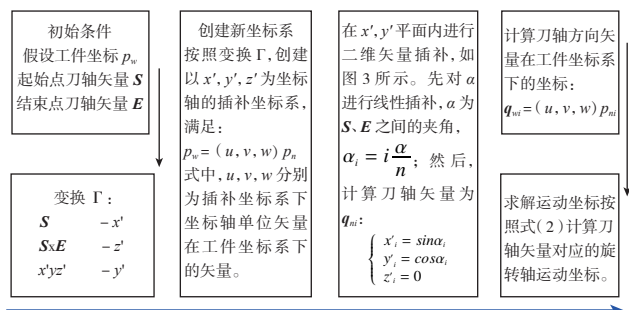 初始条件
假设工件坐标 p_w
起始点刀轴矢量 S
结束点刀轴矢量 E
变换 Γ：
S －x'
SxE －z'
x'yz' －y'
创建新坐标系
按照变换 Γ,创建
以 x′, y′, z′ 为坐标
轴的插补坐标系,
满足：
p_w=( u, v, w) p_n
式中, u, v, w 分别
为插补坐标系下
坐标轴单位矢量
在工件坐标系下
的矢量。
在 x′, y′ 平面内进行
二维矢量插补,如
图 3 所示。先对 α
进行线性插补, α 为
S、E 之间的夹角,
α_i = i α/n ；然后,
计算刀轴矢量为
q_ni：
{ x′_i = sinα_i
y′_i = cosα_i
z′_i = 0
计算刀轴方向矢
量在工件坐标系
下的坐标：
q_wi=( u, v, w) p_ni
求解运动坐标按
照式( 2 )计算刀
轴矢量对应的旋
转轴运动坐标。